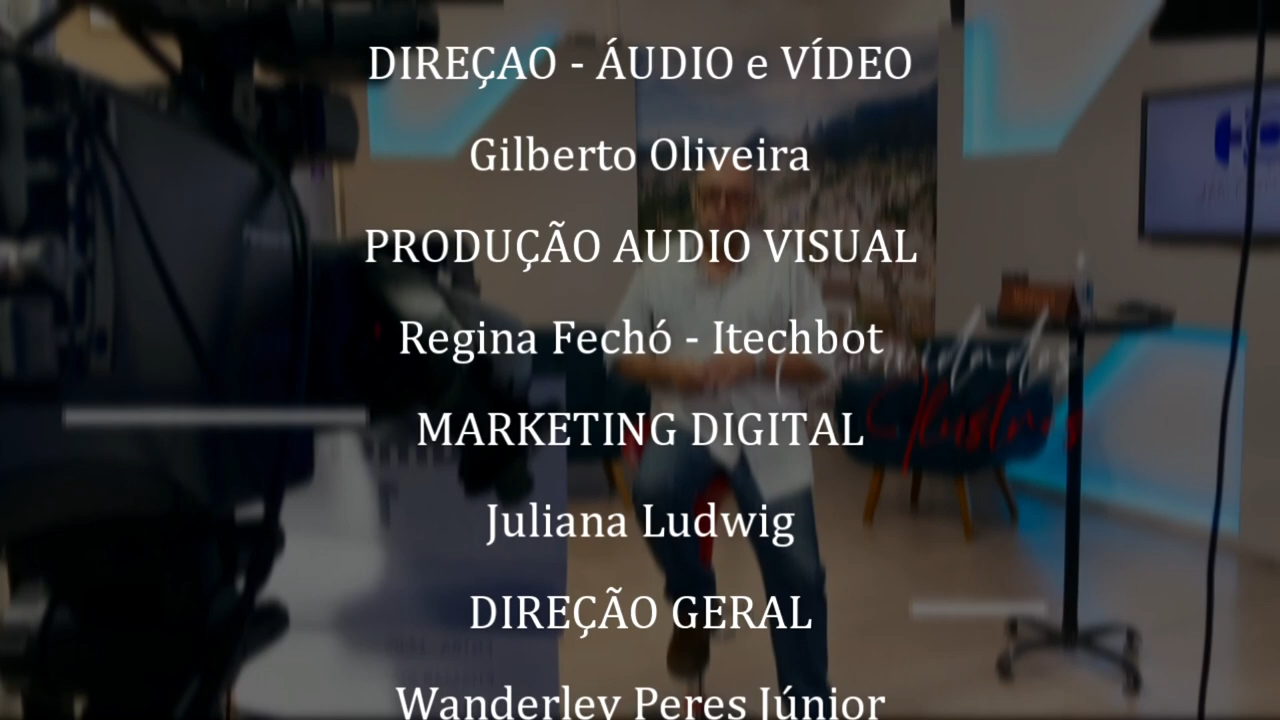 DIREÇAO - ÁUDIO e VÍDEO
Gilberto Oliveira
PRODUÇÃO AUDIO VISUAL
Regina Fechó - Itechbot
MARKETING DIGITAL
Juliana Ludwig
DIREÇÃO GERAL
Wanderley Peres Júnior